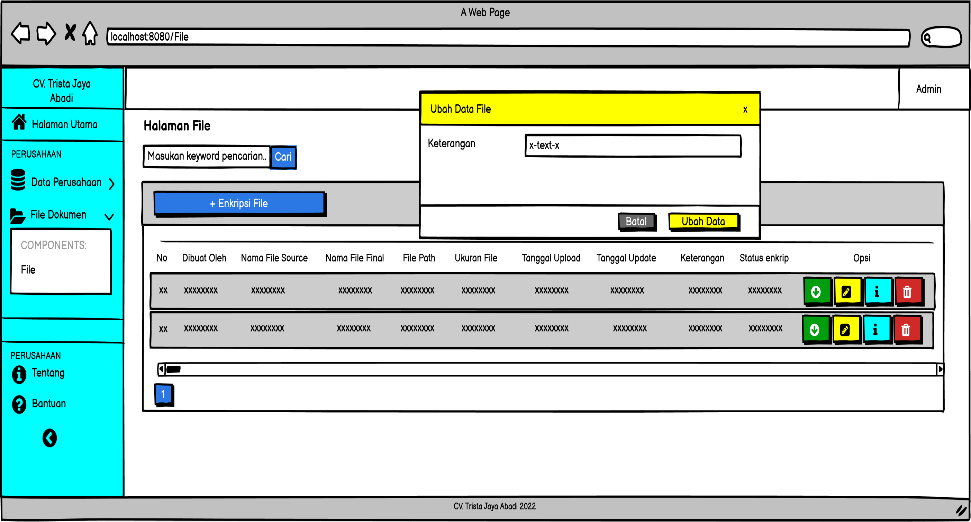 A Web Page
localhost:8080/File
CV. Trista Jaya
Abadi
Admin
Halaman Utama
PERUSAHAAN
Data Perusahaan
File Dokumen
COMPONENTS:
File
PERUSAHAAN
Tentang
Bantuan
Halaman File
Masukan keyword pencarian.. Cari
+ Enkripsi File
Ubah Data File x
Keterangan x-text-x
Batal Ubah Data
No Dibuat Oleh Nama File Source Nama File Final File Path Ukuran File Tanggal Upload Tanggal Update Keterangan Status enkrip Opsi
xx xxxxxxxx xxxxxxxx xxxxxxxx xxxxxxxx xxxxxxxx xxxxxxxx xxxxxxxx xxxxxxxx xxxxxxxx
xx xxxxxxxx xxxxxxxx xxxxxxxx xxxxxxxx xxxxxxxx xxxxxxxx xxxxxxxx xxxxxxxx xxxxxxxx
1
CV. Trista Jaya Abadi 2022